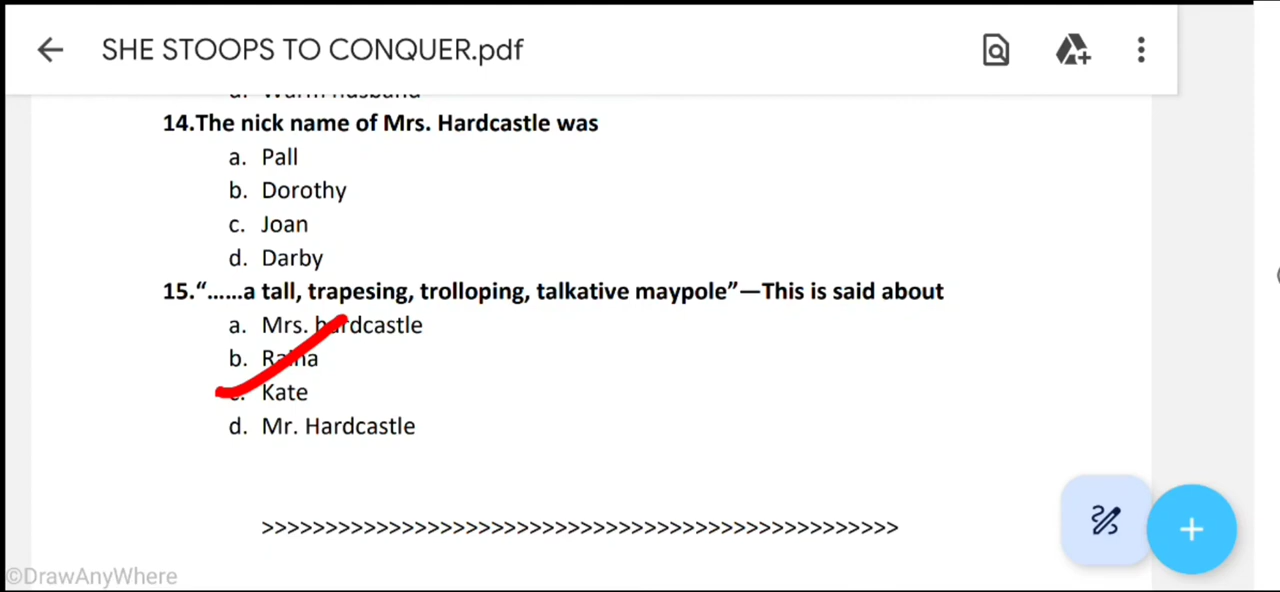 SHE STOOPS TO CONQUER.pdf
14.The nick name of Mrs. Hardcastle was
a. Pall
b. Dorothy
c. Joan
d. Darby
15.“……a tall, trapesing, trolloping, talkative maypole”—This is said about
a. Mrs. hardcastle
b. Raina
c. Kate
d. Mr. Hardcastle
>>>>>>>>>>>>>>>>>>>>>>>>>>>>>>>>>>>>>>>>>>>>>>>>>>
©DrawAnyWhere